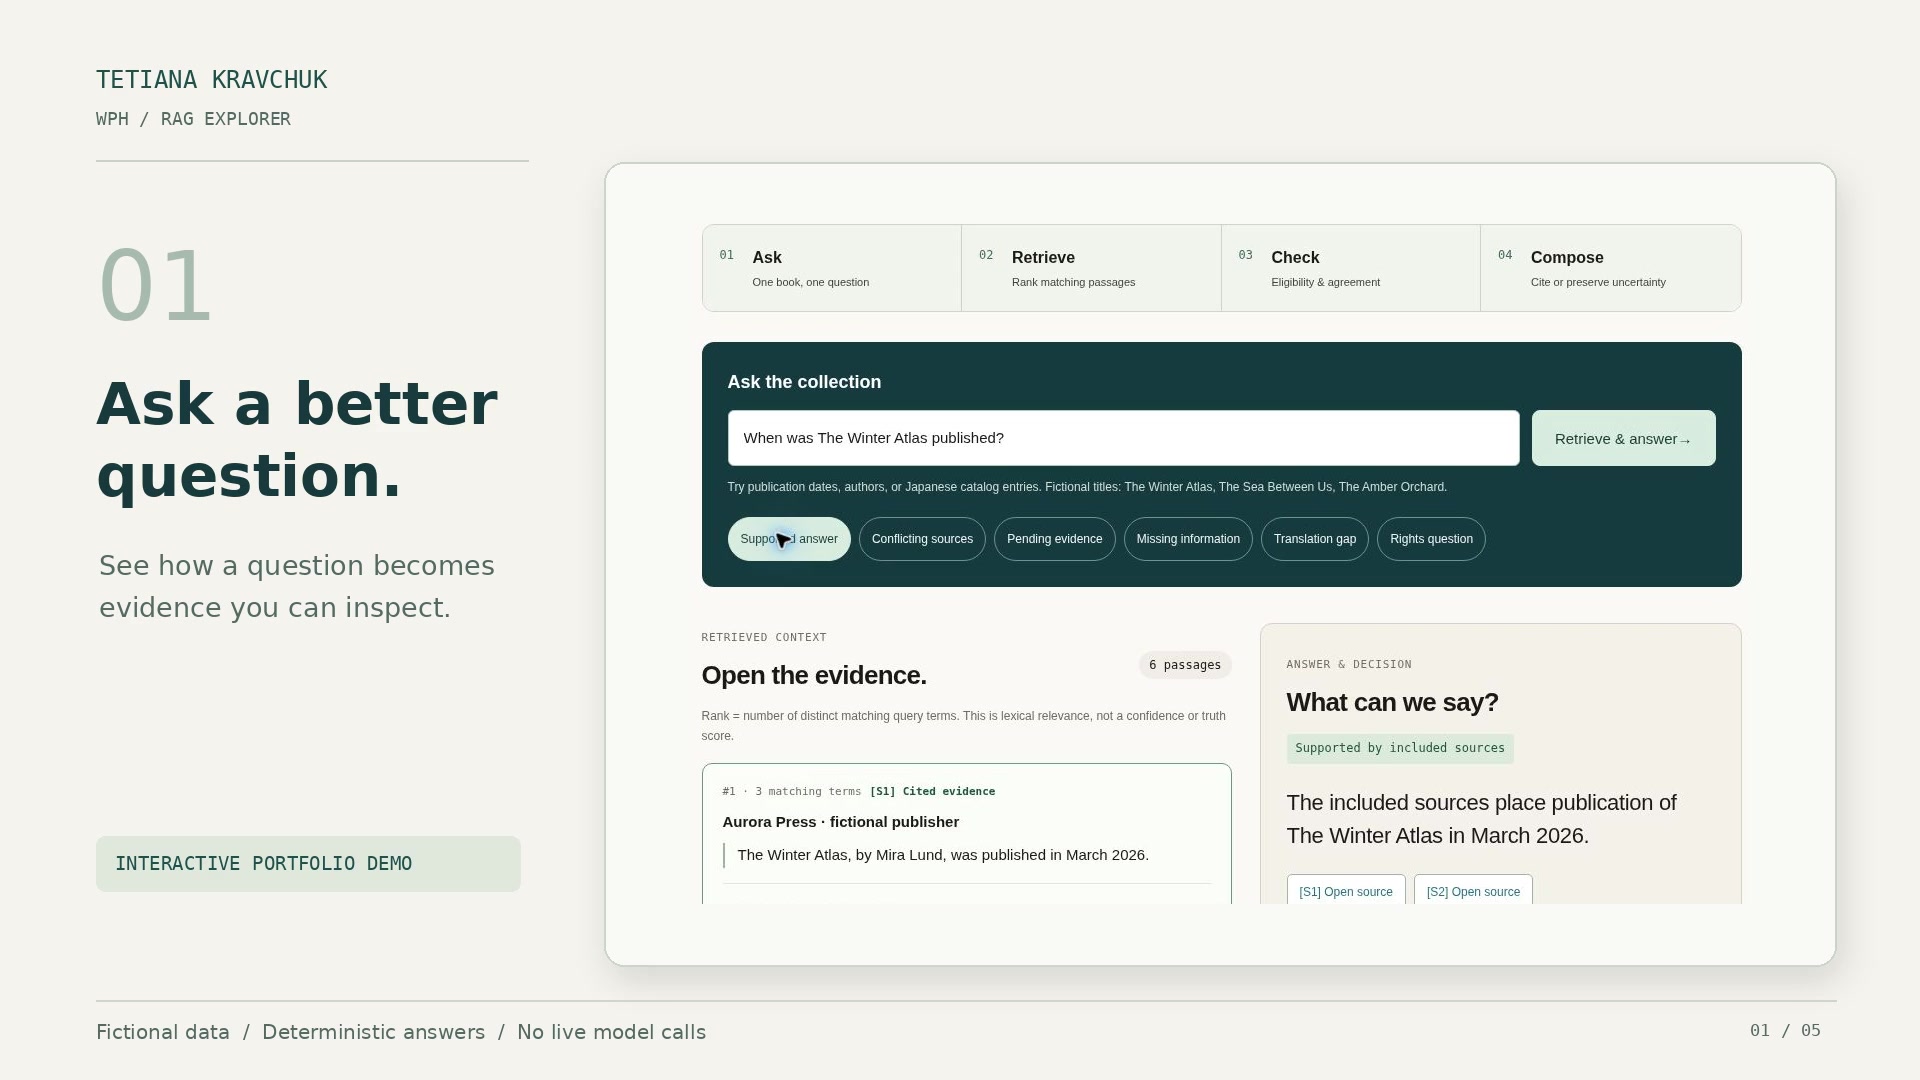 TETIANA KRAVCHUK
WPH / RAG EXPLORER
01
Ask a better
question.
See how a question becomes
evidence you can inspect.
INTERACTIVE PORTFOLIO DEMO
01 Ask
One book, one question
02 Retrieve
Rank matching passages
03 Check
Eligibility & agreement
04 Compose
Cite or preserve uncertainty
Ask the collection
When was The Winter Atlas published?
Retrieve & answer→
Try publication dates, authors, or Japanese catalog entries. Fictional titles: The Winter Atlas, The Sea Between Us, The Amber Orchard.
Supported answer
Conflicting sources
Pending evidence
Missing information
Translation gap
Rights question
RETRIEVED CONTEXT
Open the evidence.
6 passages
Rank = number of distinct matching query terms. This is lexical relevance, not a confidence or truth
score.
#1 · 3 matching terms [S1] Cited evidence
Aurora Press · fictional publisher
The Winter Atlas, by Mira Lund, was published in March 2026.
ANSWER & DECISION
What can we say?
Supported by included sources
The included sources place publication of
The Winter Atlas in March 2026.
[S1] Open source
[S2] Open source
Fictional data / Deterministic answers / No live model calls
01 / 05